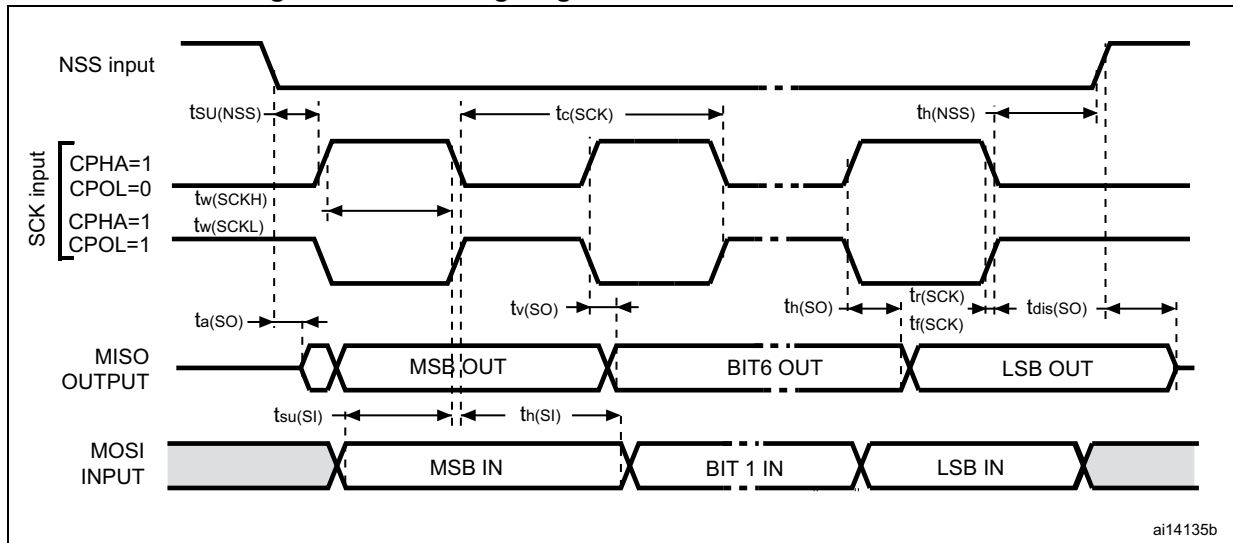 NSS input
tSU(NSS)
tc(SCK)
th(NSS)
SCK input
CPHA=1
CPOL=0
tw(SCKH)
CPHA=1
tw(SCKL)
CPOL=1
ta(SO)
tv(SO)
th(SO)
tr(SCK)
tf(SCK)
tdis(SO)
MISO
OUTPUT
MSB OUT
BIT6 OUT
LSB OUT
tsu(SI)
th(SI)
MOSI
INPUT
MSB IN
BIT 1 IN
LSB IN
ai14135b